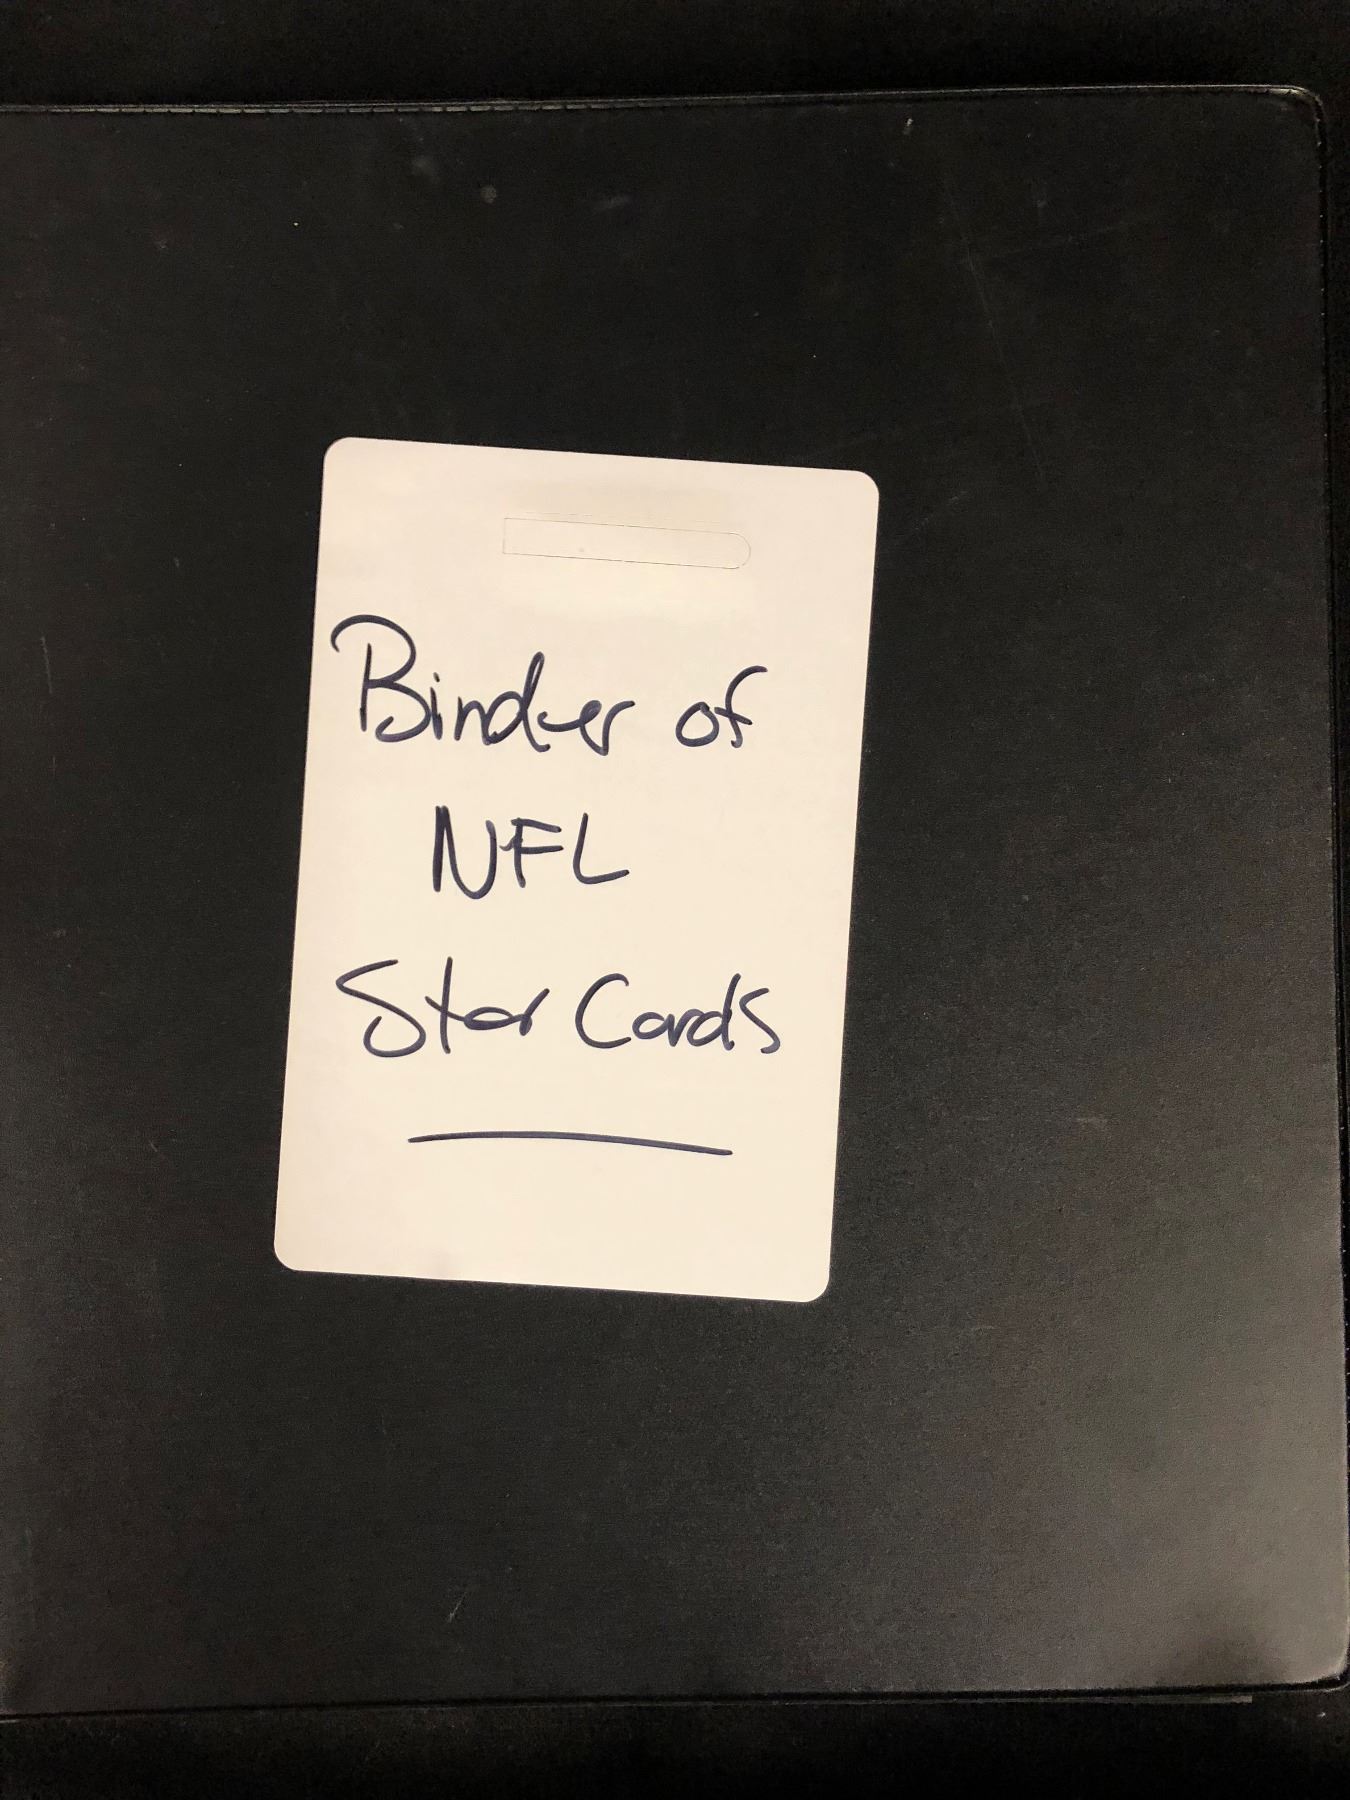 Binder of
NFL
Star Cards